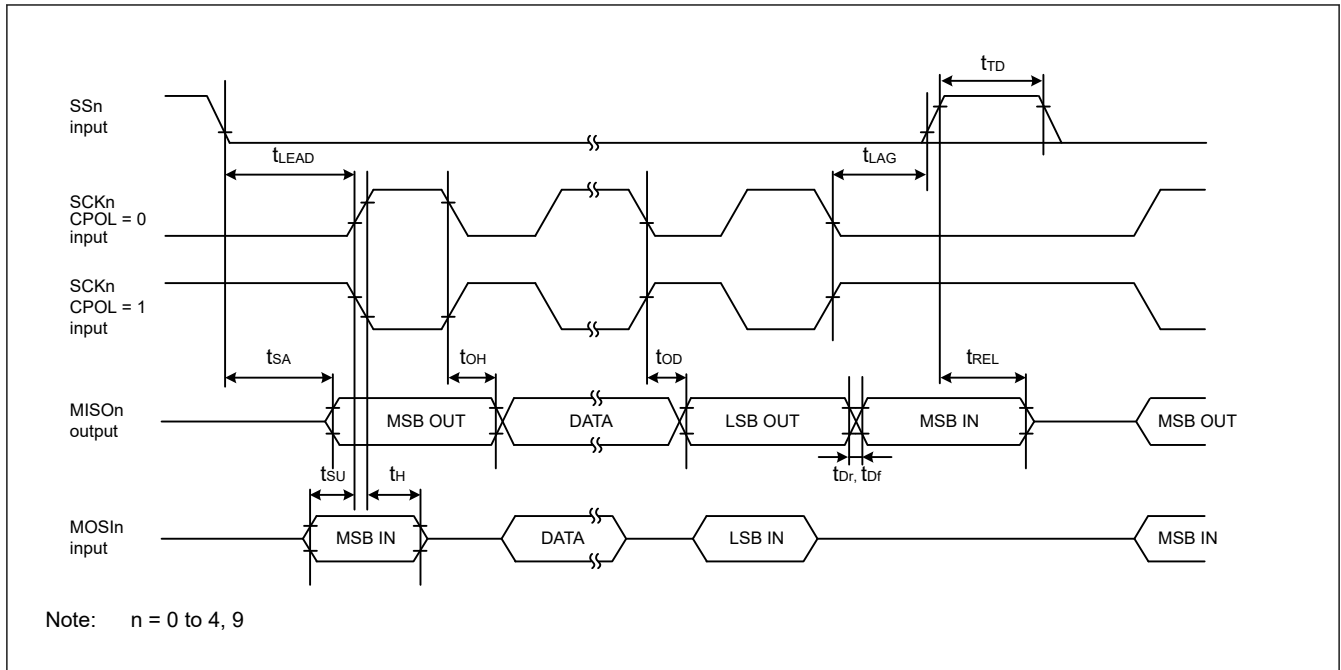 tTD
SSn
input
tLEAD
tLAG
SCKn
CPOL = 0
input
SCKn
CPOL = 1
input
tSA
tOH
tOD
tREL
MISOn
output
MSB OUT
DATA
LSB OUT
MSB IN
MSB OUT
tSU
tH
tDr, tDf
MOSIn
input
MSB IN
DATA
LSB IN
MSB IN
Note: n = 0 to 4, 9